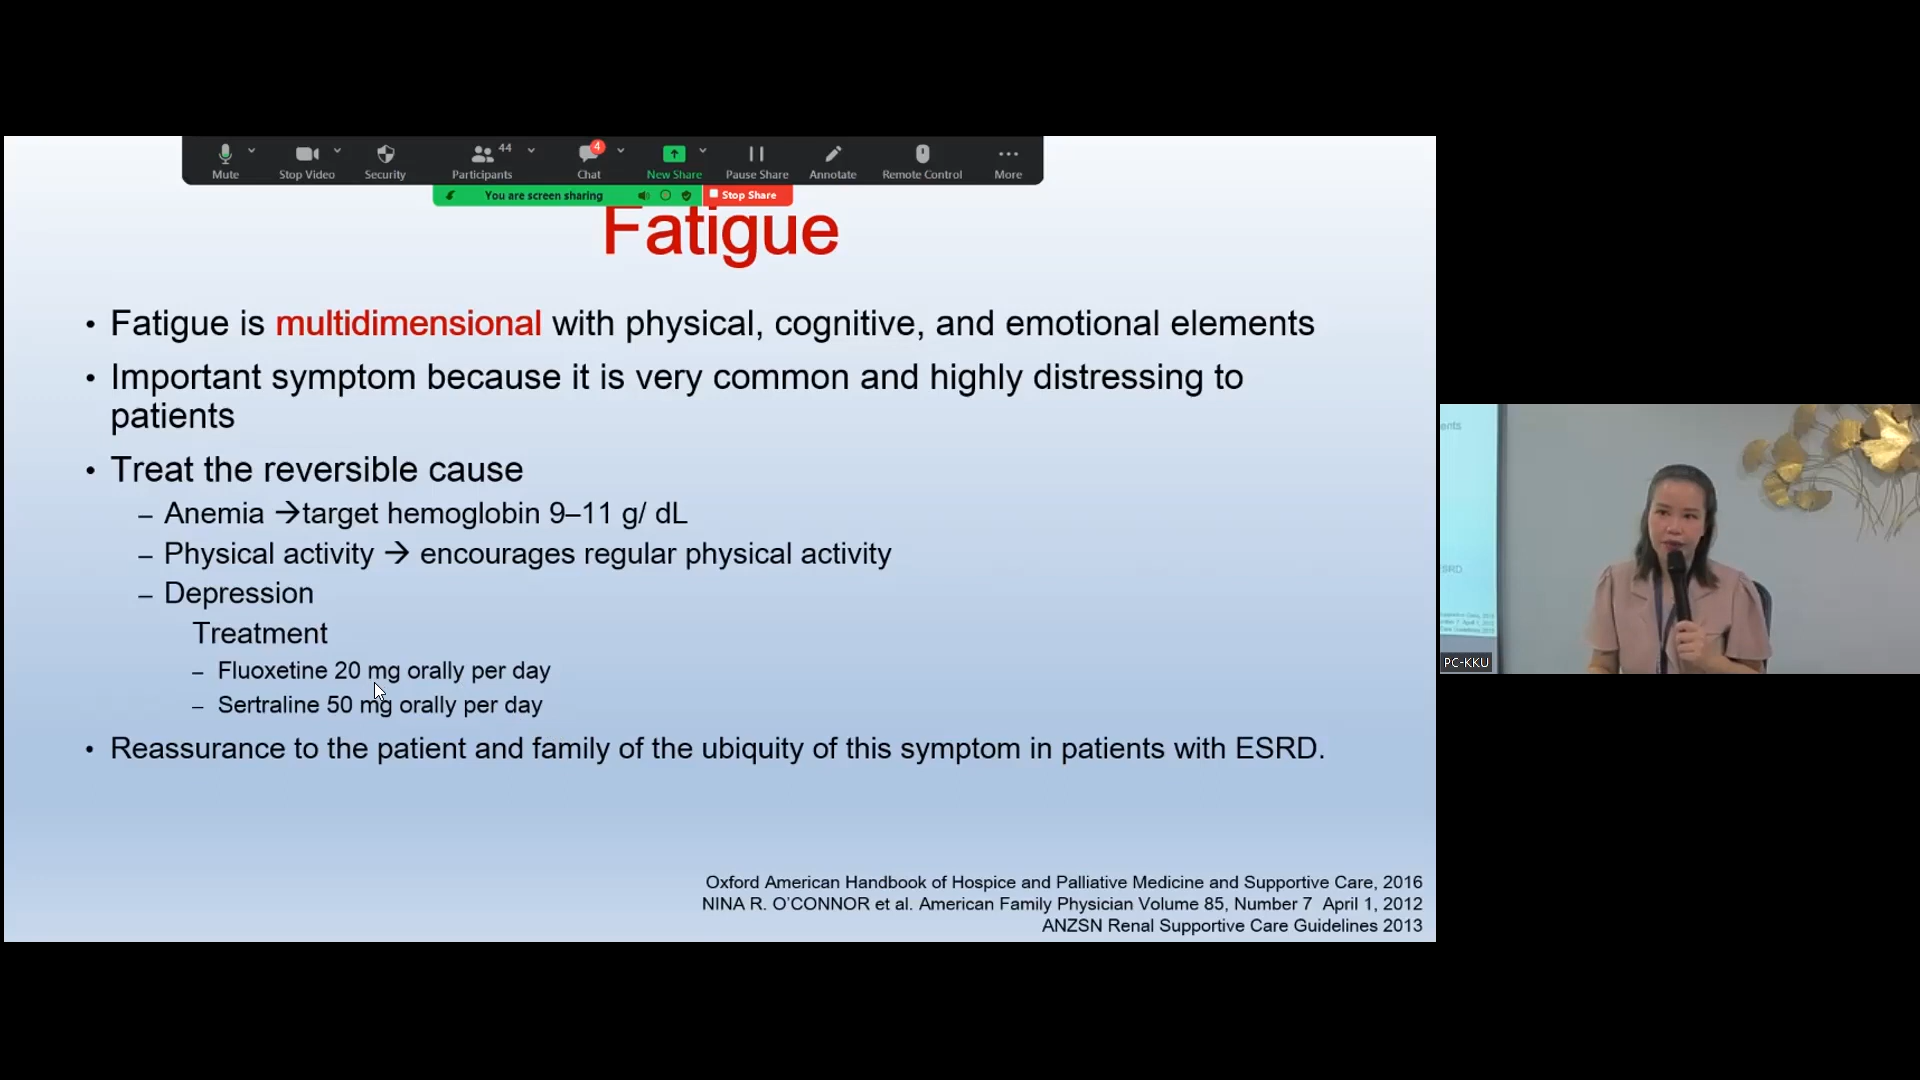 Mute
Stop Video
Security
Participants
44
Chat
4
New Share
Pause Share
Annotate
Remote Control
More
You are screen sharing
Stop Share
Fatigue
• Fatigue is multidimensional with physical, cognitive, and emotional elements
• Important symptom because it is very common and highly distressing to
patients
• Treat the reversible cause
– Anemia →target hemoglobin 9–11 g/ dL
– Physical activity → encourages regular physical activity
– Depression
Treatment
– Fluoxetine 20 mg orally per day
– Sertraline 50 mg orally per day
• Reassurance to the patient and family of the ubiquity of this symptom in patients with ESRD.
Oxford American Handbook of Hospice and Palliative Medicine and Supportive Care, 2016
NINA R. O'CONNOR et al. American Family Physician Volume 85, Number 7 April 1, 2012
ANZSN Renal Supportive Care Guidelines 2013
PC-KKU